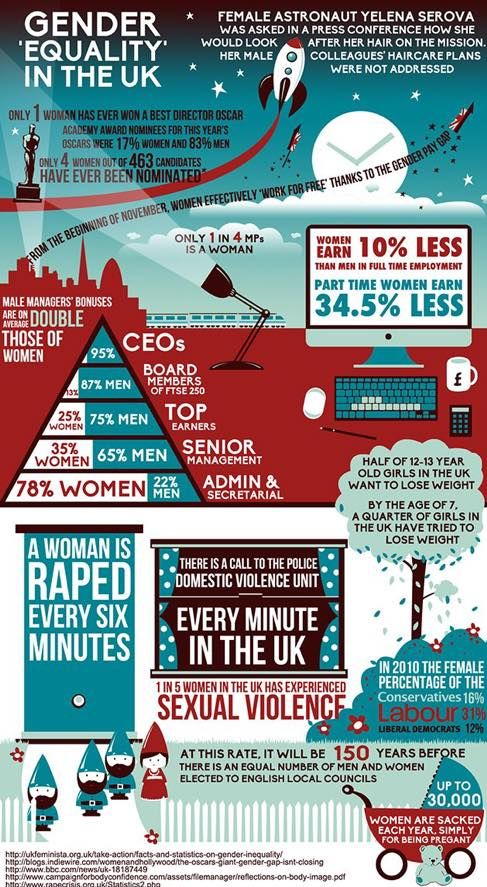 GENDER
'EQUALITY'
IN THE UK
FEMALE ASTRONAUT YELENA SEROVA
WAS ASKED IN A PRESS CONFERENCE HOW SHE
WOULD LOOK AFTER HER HAIR ON THE MISSION.
HER MALE COLLEAGUES' HAIRCARE PLANS
WERE NOT ADDRESSED
ONLY 1 WOMAN HAS EVER WON A BEST DIRECTOR OSCAR
ACADEMY AWARD NOMINEES FOR THIS YEAR'S
OSCARS WERE 17% WOMEN AND 83% MEN
ONLY 4 WOMEN OUT OF 463 CANDIDATES
HAVE EVER BEEN NOMINATED
FROM THE BEGINNING OF NOVEMBER, WOMEN EFFECTIVELY 'WORK FOR FREE' THANKS TO THE GENDER PAY GAP
ONLY 1 IN 4 MPs
IS A WOMAN
WOMEN
EARN 10% LESS
THAN MEN IN FULL TIME EMPLOYMENT
PART TIME WOMEN EARN
34.5% LESS
MALE MANAGERS' BONUSES
ARE ON
AVERAGE DOUBLE
THOSE OF
WOMEN
95% CEOs
13% 87% MEN BOARD
MEMBERS
OF FTSE 250
25%
WOMEN 75% MEN TOP
EARNERS
35%
WOMEN 65% MEN SENIOR
MANAGEMENT
78% WOMEN 22%
MEN ADMIN &
SECRETARIAL
£
HALF OF 12-13 YEAR
OLD GIRLS IN THE UK
WANT TO LOSE WEIGHT
BY THE AGE OF 7,
A QUARTER OF GIRLS IN
THE UK HAVE TRIED TO
LOSE WEIGHT
A WOMAN IS
RAPED
EVERY SIX
MINUTES
THERE IS A CALL TO THE POLICE
DOMESTIC VIOLENCE UNIT
EVERY MINUTE
IN THE UK
1 IN 5 WOMEN IN THE UK HAS EXPERIENCED
SEXUAL VIOLENCE
IN 2010 THE FEMALE
PERCENTAGE OF THE
Conservatives 16%
Labour 31%
LIBERAL DEMOCRATS 12%
AT THIS RATE, IT WILL BE 150 YEARS BEFORE
THERE IS AN EQUAL NUMBER OF MEN AND WOMEN
ELECTED TO ENGLISH LOCAL COUNCILS
UP TO
30,000
WOMEN ARE SACKED
EACH YEAR, SIMPLY
FOR BEING PREGANT
http://ukfeminista.org.uk/take-action/facts-and-statistics-on-gender-inequality/
http://blogs.indiewire.com/womenandhollywood/the-oscars-giant-gender-gap-isnt-closing
http://www.bbc.com/news/uk-18187449
http://www.campaignforbodyconfidence.com/assets/filemanager/reflections-on-body-image.pdf
http://www.rapecrisis.org.uk/Statistics2.php